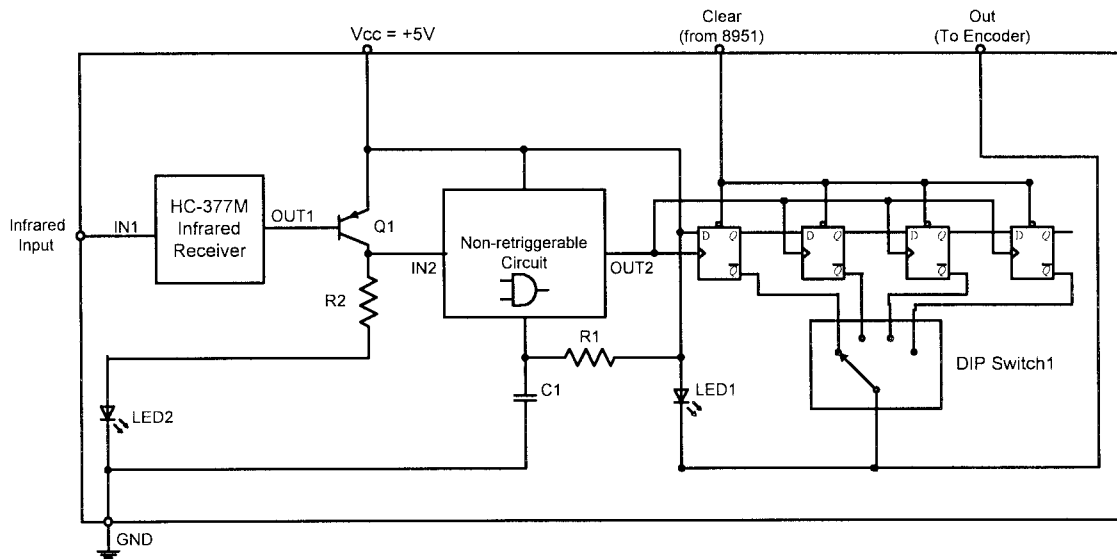 Vcc = +5V
Clear
(from 8951)
Out
(To Encoder)
Infrared
Input
IN1
HC-377M
Infrared
Receiver
OUT1
Q1
R2
IN2
Non-retriggerable
Circuit
OUT2
D Q
Q
D Q
Q
D Q
Q
D Q
Q
R1
C1
LED1
DIP Switch1
LED2
GND